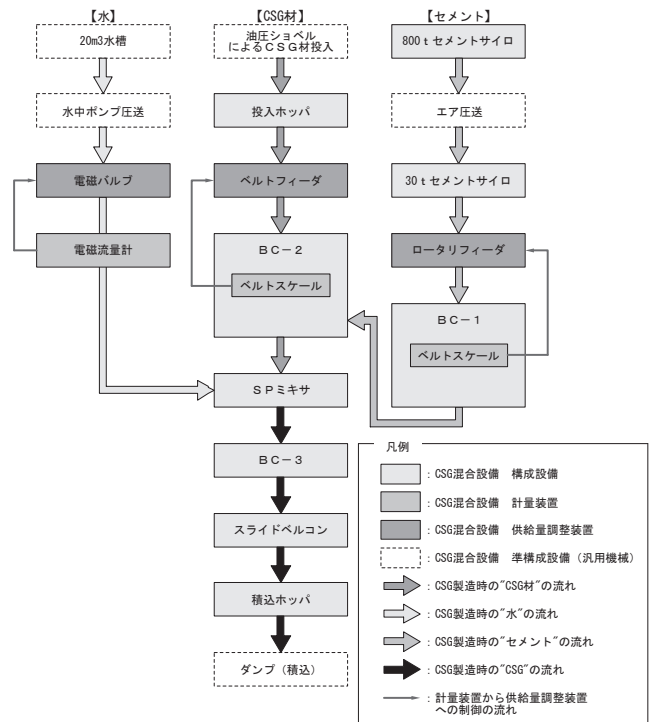 【水】
20m3水槽
水中ポンプ圧送
電磁バルブ
電磁流量計
【CSG材】
油圧ショベル
によるCSG材投入
投入ホッパ
ベルトフィーダ
BC-2
ベルトスケール
SPミキサ
BC-3
スライドベルコン
積込ホッパ
ダンプ（積込）
【セメント】
800tセメントサイロ
エア圧送
30tセメントサイロ
ロータリフィーダ
BC-1
ベルトスケール
凡例
：CSG混合設備　構成設備
：CSG混合設備　計量装置
：CSG混合設備　供給量調整装置
：CSG混合設備　準構成設備（汎用機械）
：CSG製造時の"CSG材"の流れ
：CSG製造時の"水"の流れ
：CSG製造時の"セメント"の流れ
：CSG製造時の"CSG"の流れ
：計量装置から供給量調整装置
への制御の流れ